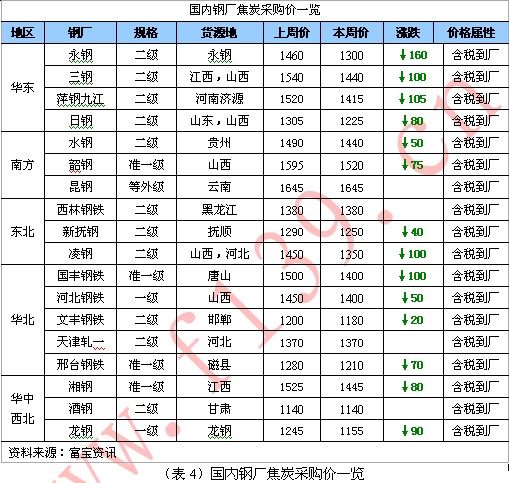 国内钢厂焦炭采购价一览
地区 钢厂 规格 货源地 上周价 本周价 涨跌 价格属性
华东 永钢 二级 永钢 1460 1300 ↓160 含税到厂
三钢 二级 江西，山西 1540 1440 ↓100 含税到厂
萍钢九江 二级 河南济源 1520 1415 ↓105 含税到厂
日钢 二级 山东，山西 1305 1225 ↓80 含税到厂
南方 水钢 二级 贵州 1490 1440 ↓50 含税到厂
韶钢 准一级 山西 1595 1520 ↓75 含税到厂
昆钢 等外级 云南 1645 1645 含税到厂
东北 西林钢铁 二级 黑龙江 1380 1380 含税到厂
新抚钢 二级 抚顺 1290 1250 ↓40 含税到厂
凌钢 二级 山西，河北 1450 1350 ↓100 含税到厂
华北 国丰钢铁 准一级 唐山 1500 1400 ↓100 含税到厂
河北钢铁 一级 山西 1450 1400 ↓50 含税到厂
文丰钢铁 二级 邯郸 1200 1180 ↓20 含税到厂
天津轧一 二级 河北 1370 1370 含税到厂
邢台钢铁 准一级 磁县 1280 1210 ↓70 含税到厂
华中西北 湘钢 准一级 江西 1525 1445 ↓80 含税到厂
酒钢 二级 甘肃 1140 1140 含税到厂
龙钢 一级 龙钢 1245 1155 ↓90 含税到厂
资料来源：富宝资讯
（表 4）国内钢厂焦炭采购价一览
www.f139.cn